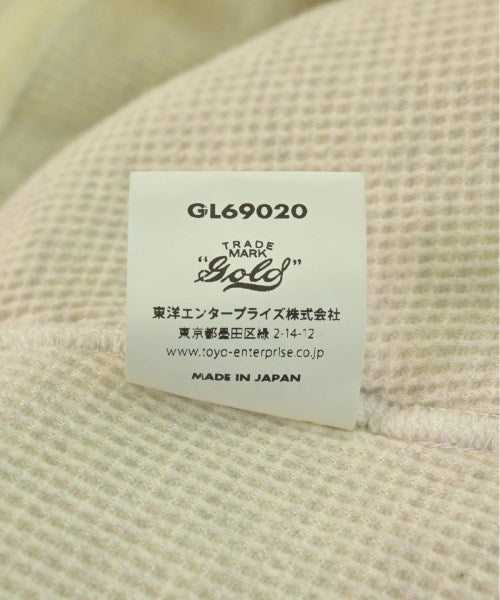 GL69020
TRADE
MARK
"Gold"
東洋エンタープライズ株式会社
東京都墨田区緑 2-14-12
www.toyo-enterprise.co.jp
MADE IN JAPAN